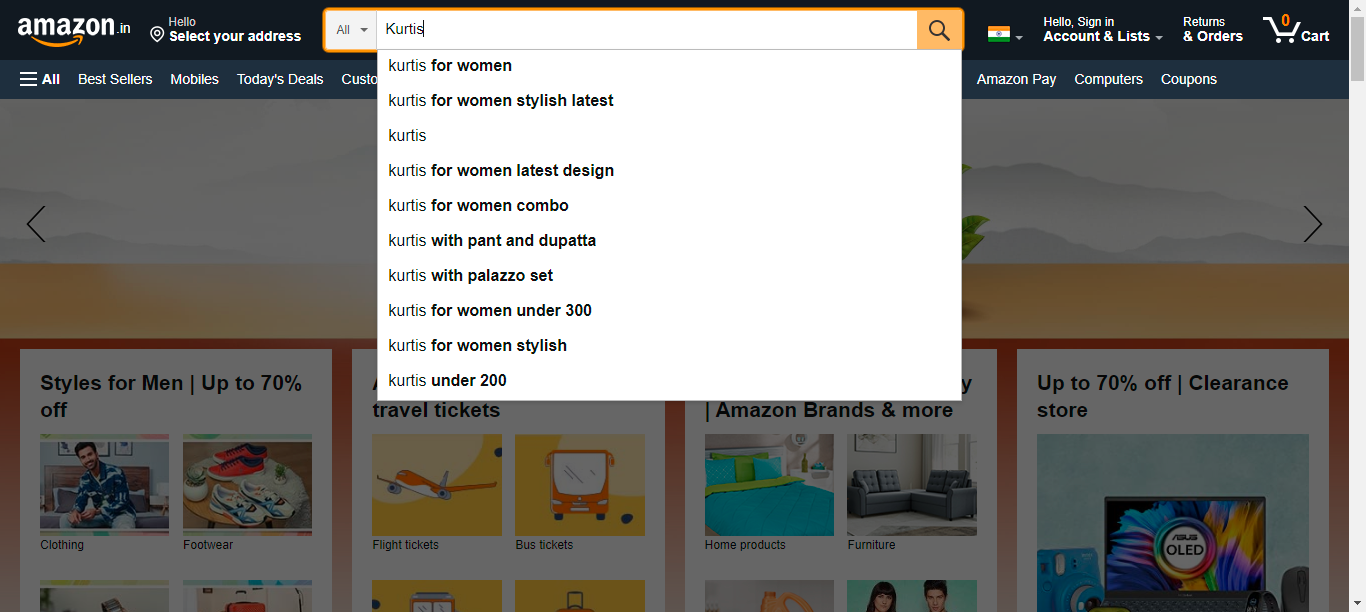 amazon.in
Hello
Select your address
All
Kurtis
Hello, Sign in
Account & Lists
Returns
& Orders
0
Cart
All
Best Sellers
Mobiles
Today's Deals
Custo
Amazon Pay
Computers
Coupons
kurtis for women
kurtis for women stylish latest
kurtis
kurtis for women latest design
kurtis for women combo
kurtis with pant and dupatta
kurtis with palazzo set
kurtis for women under 300
kurtis for women stylish
kurtis under 200
Styles for Men | Up to 70%
off
Clothing
Footwear
travel tickets
Flight tickets
Bus tickets
| Amazon Brands & more
Home products
Furniture
Up to 70% off | Clearance
store
ASUS
OLED